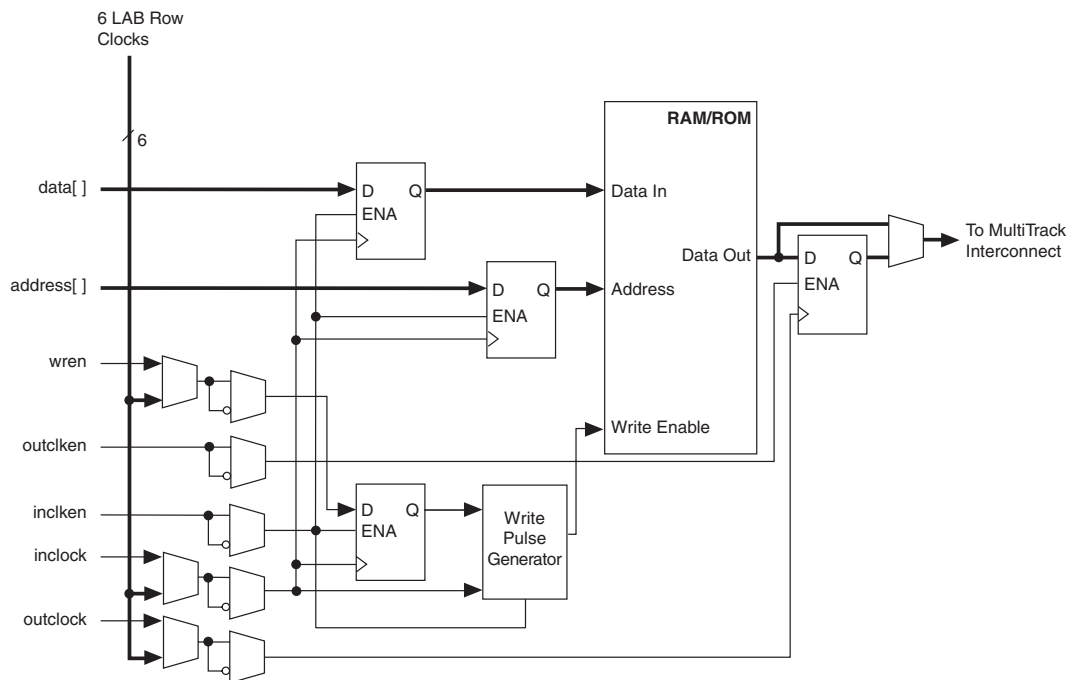 6 LAB Row
Clocks
6
RAM/ROM
data[ ]
D Q
ENA
Data In
Data Out
To MultiTrack
Interconnect
D Q
ENA
address[ ]
D Q
ENA
Address
wren
Write Enable
outclken
inclken
D Q
ENA
Write
Pulse
Generator
inclock
outclock